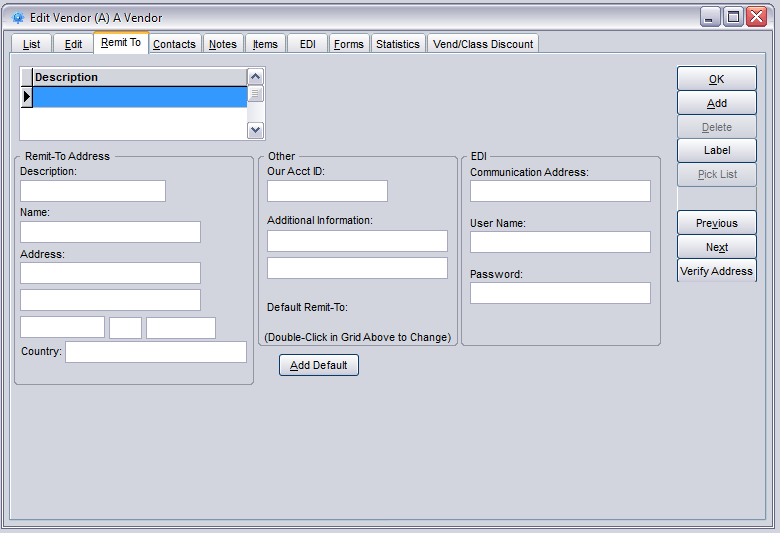 Edit Vendor (A) A Vendor
List Edit Remit To Contacts Notes Items EDI Forms Statistics Vend/Class Discount
Description
OK
Add
Delete
Label
Pick List
Previous
Next
Verify Address
Remit-To Address
Description:
Name:
Address:
Country:
Other
Our Acct ID:
Additional Information:
Default Remit-To:
(Double-Click in Grid Above to Change)
Add Default
EDI
Communication Address:
User Name:
Password: